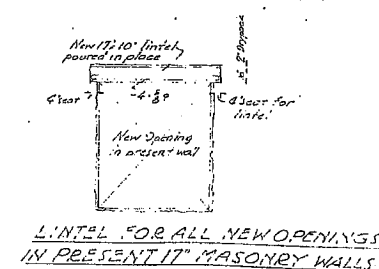 New 17"x10" lintel
poured in place
4" seat
4-5/8"φ
4" seat for
lintel
New Opening
in present wall
LINTEL FOR ALL NEW OPENINGS
IN PRESENT 17" MASONRY WALLS